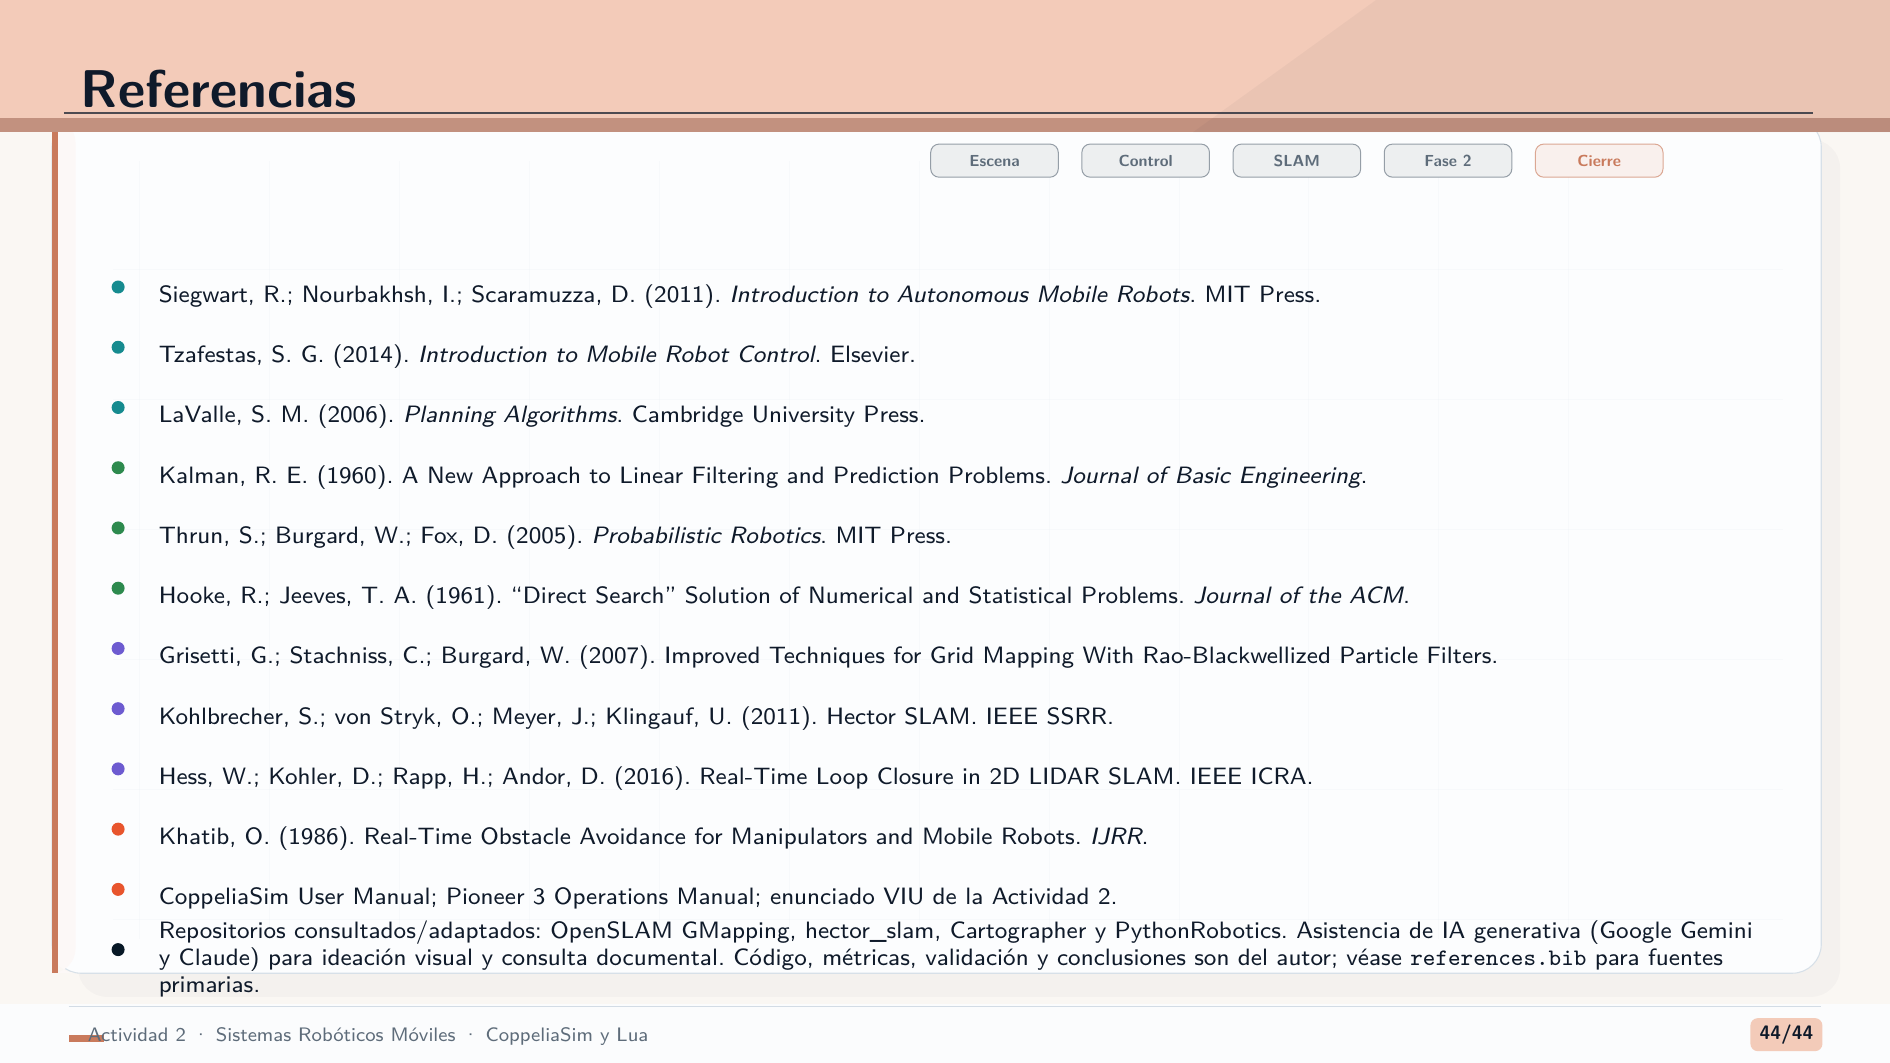 Referencias
Escena
Control
SLAM
Fase 2
Cierre
Siegwart, R.; Nourbakhsh, I.; Scaramuzza, D. (2011). Introduction to Autonomous Mobile Robots. MIT Press.
Tzafestas, S. G. (2014). Introduction to Mobile Robot Control. Elsevier.
LaValle, S. M. (2006). Planning Algorithms. Cambridge University Press.
Kalman, R. E. (1960). A New Approach to Linear Filtering and Prediction Problems. Journal of Basic Engineering.
Thrun, S.; Burgard, W.; Fox, D. (2005). Probabilistic Robotics. MIT Press.
Hooke, R.; Jeeves, T. A. (1961). “Direct Search” Solution of Numerical and Statistical Problems. Journal of the ACM.
Grisetti, G.; Stachniss, C.; Burgard, W. (2007). Improved Techniques for Grid Mapping With Rao-Blackwellized Particle Filters.
Kohlbrecher, S.; von Stryk, O.; Meyer, J.; Klingauf, U. (2011). Hector SLAM. IEEE SSRR.
Hess, W.; Kohler, D.; Rapp, H.; Andor, D. (2016). Real-Time Loop Closure in 2D LIDAR SLAM. IEEE ICRA.
Khatib, O. (1986). Real-Time Obstacle Avoidance for Manipulators and Mobile Robots. IJRR.
CoppeliaSim User Manual; Pioneer 3 Operations Manual; enunciado VIU de la Actividad 2.
Repositorios consultados/adaptados: OpenSLAM GMapping, hector_slam, Cartographer y PythonRobotics. Asistencia de IA generativa (Google Gemini
y Claude) para ideación visual y consulta documental. Código, métricas, validación y conclusiones son del autor; véase references.bib para fuentes
primarias.
Actividad 2 · Sistemas Robóticos Móviles · CoppeliaSim y Lua
44/44